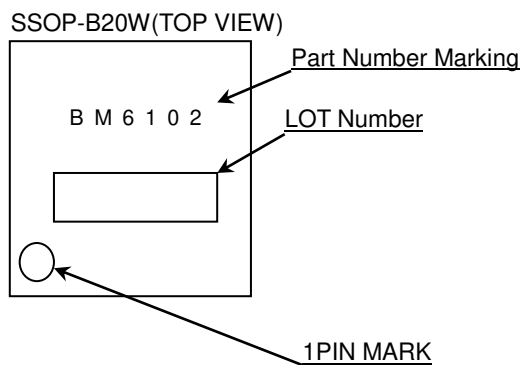 SSOP-B20W(TOP VIEW)
Part Number Marking
B M 6 1 0 2
LOT Number
1PIN MARK